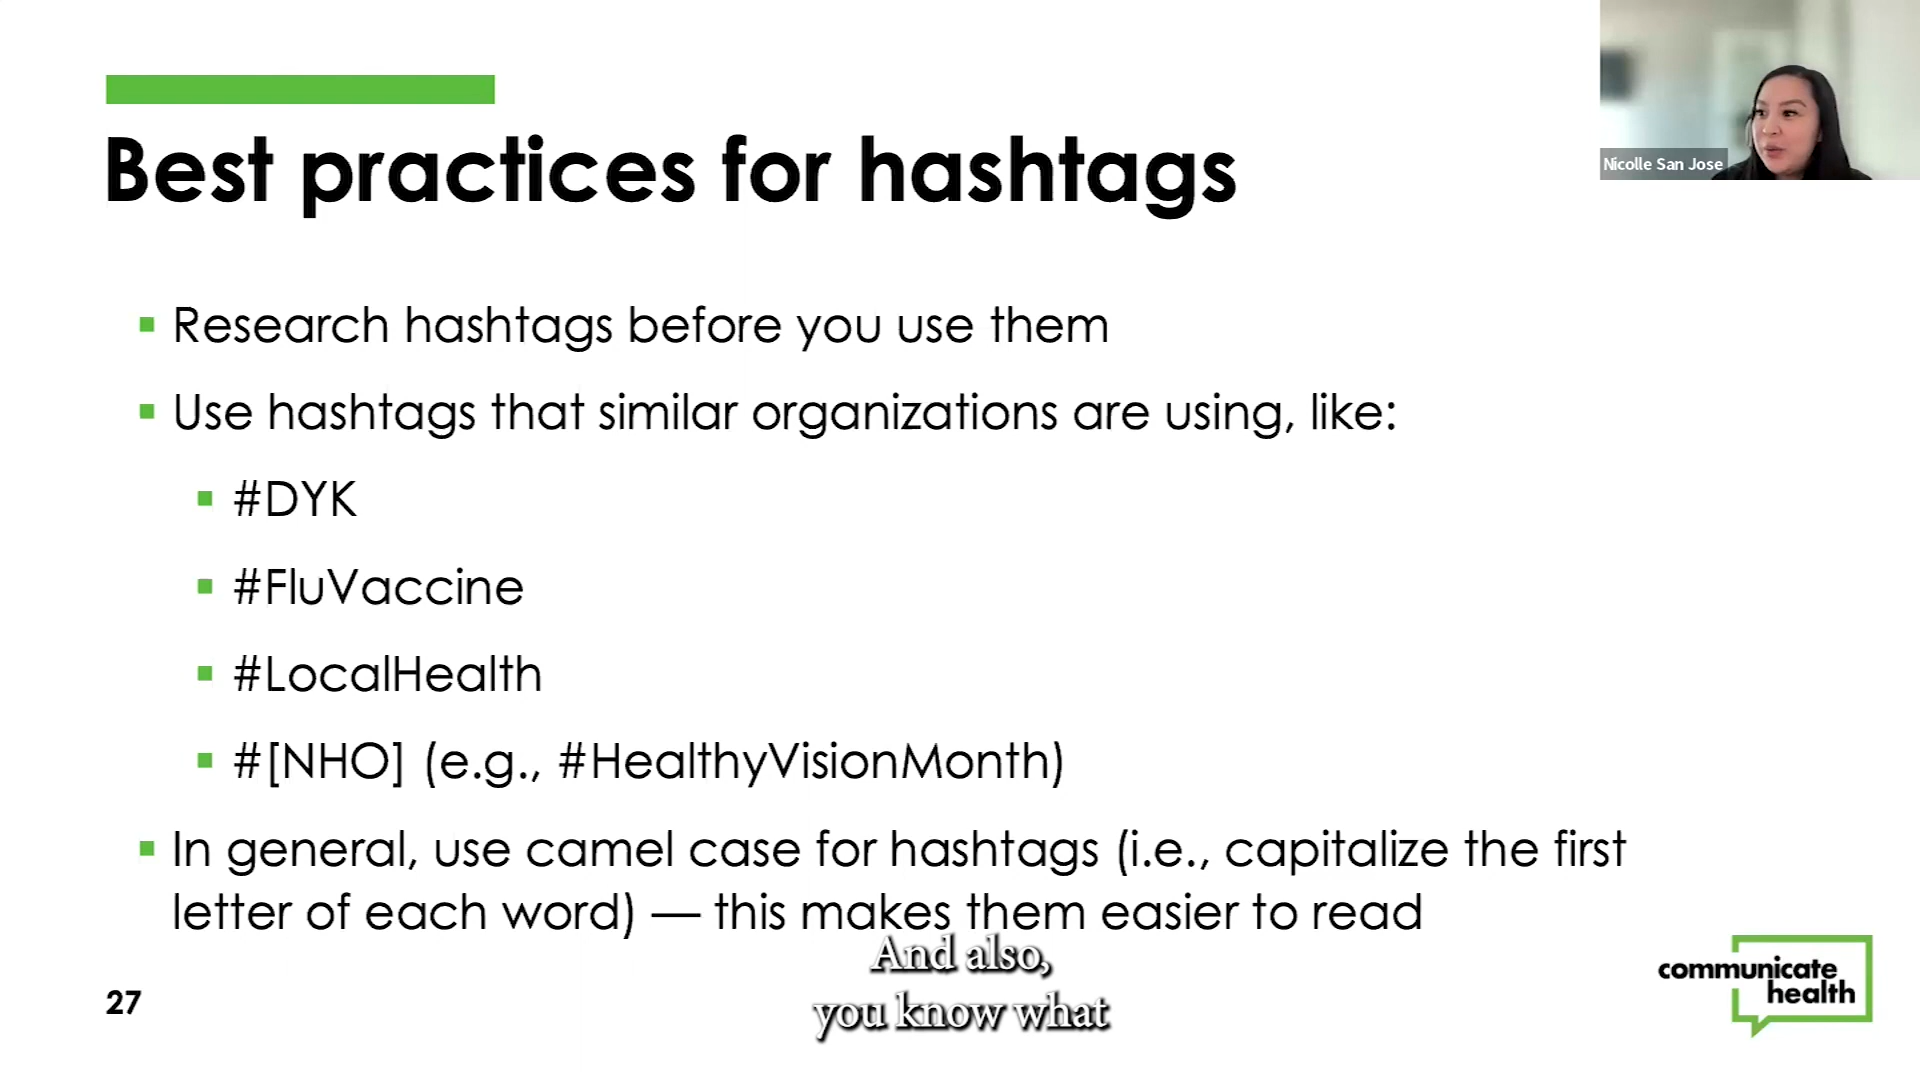 Best practices for hashtags
Nicolle San Jose
Research hashtags before you use them
Use hashtags that similar organizations are using, like:
#DYK
#FluVaccine
#LocalHealth
#[NHO] (e.g., #HealthyVisionMonth)
In general, use camel case for hashtags (i.e., capitalize the first
letter of each word) — this makes them easier to read
And also,
you know what
27
communicate
health